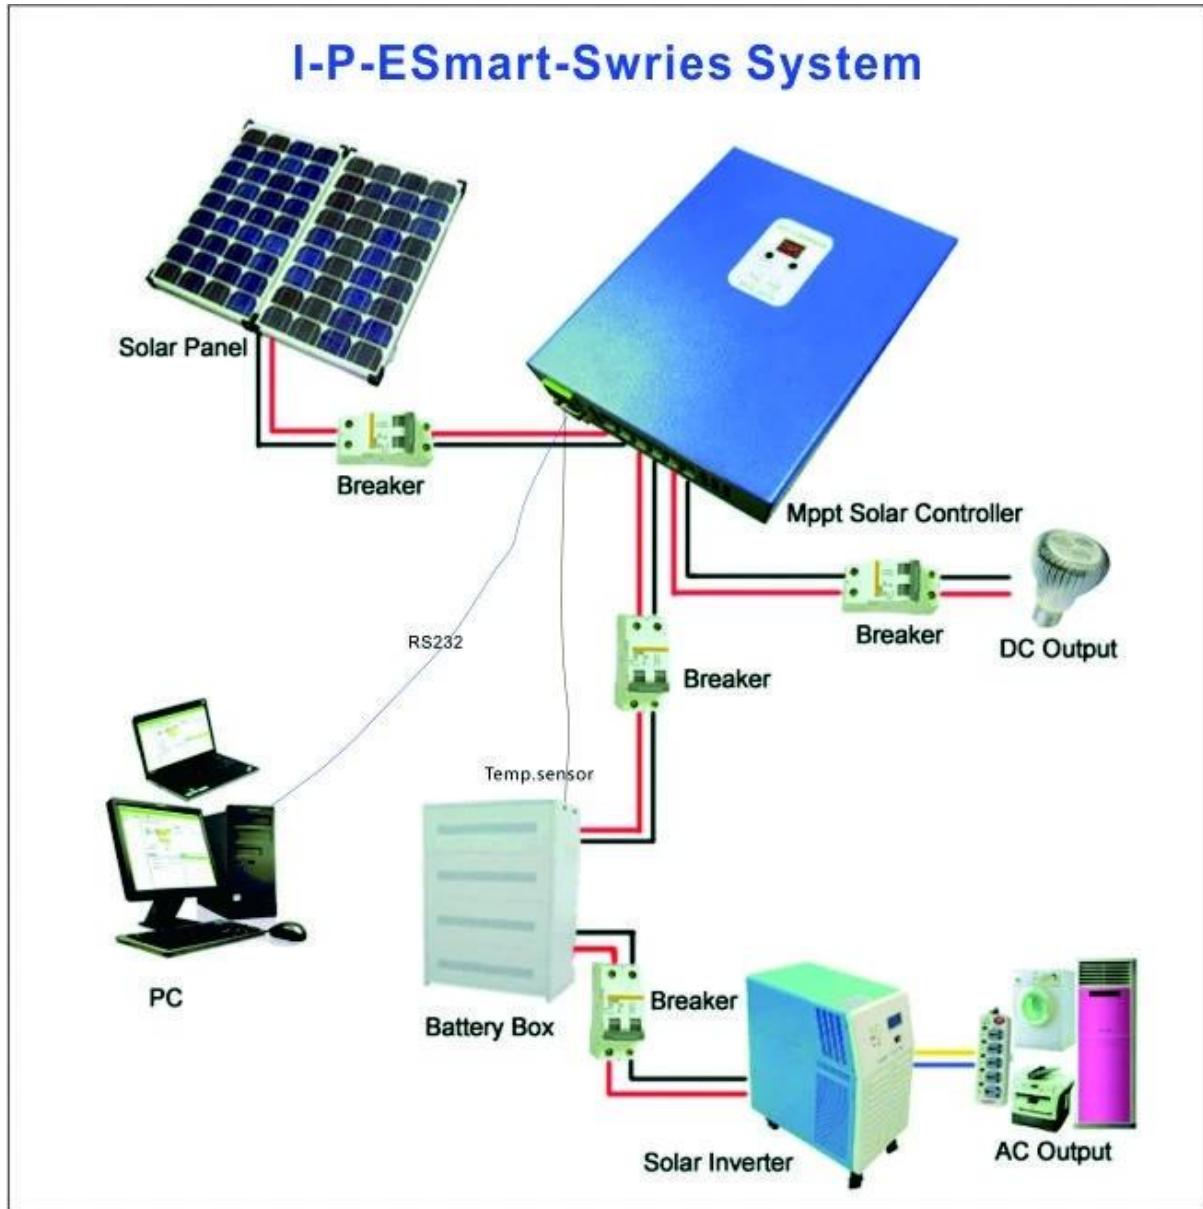 I-P-ESmart-Swries System
Solar Panel
Breaker
Mppt Solar Controller
Breaker
DC Output
RS232
Breaker
Temp.sensor
PC
Battery Box
Breaker
Solar Inverter
AC Output